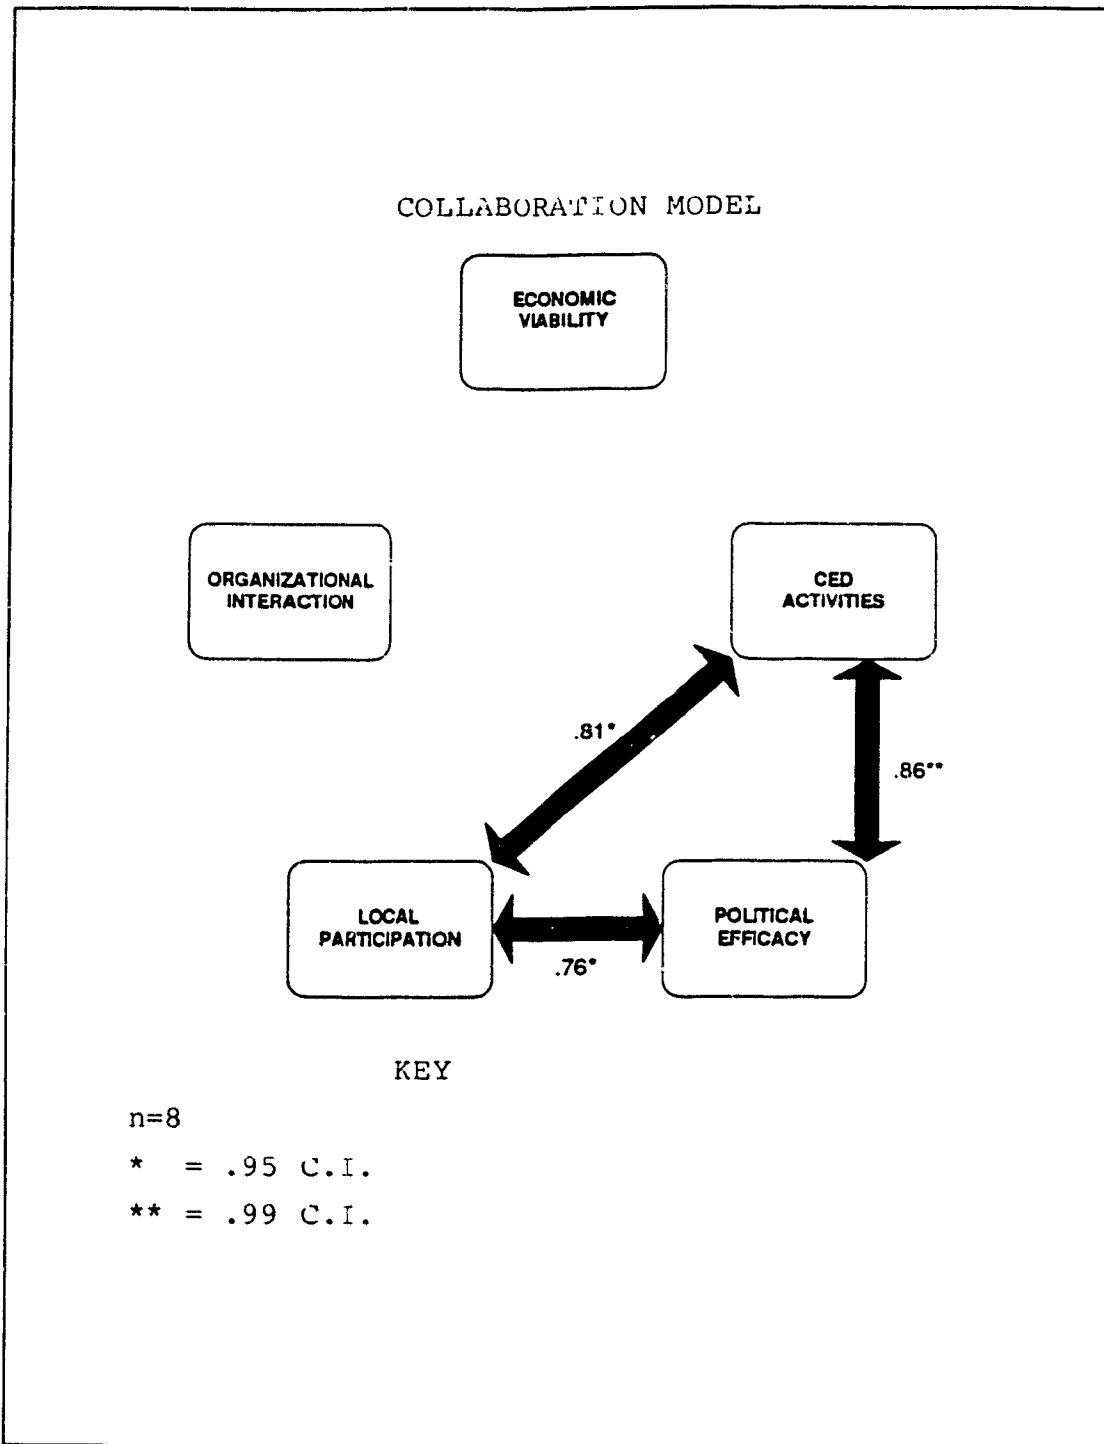 COLLABORATION MODEL
ECONOMIC
VIABILITY
ORGANIZATIONAL
INTERACTION
CED
ACTIVITIES
.81*
.86**
LOCAL
PARTICIPATION
.76*
POLITICAL
EFFICACY
KEY
n=8
* = .95 C.I.
** = .99 C.I.